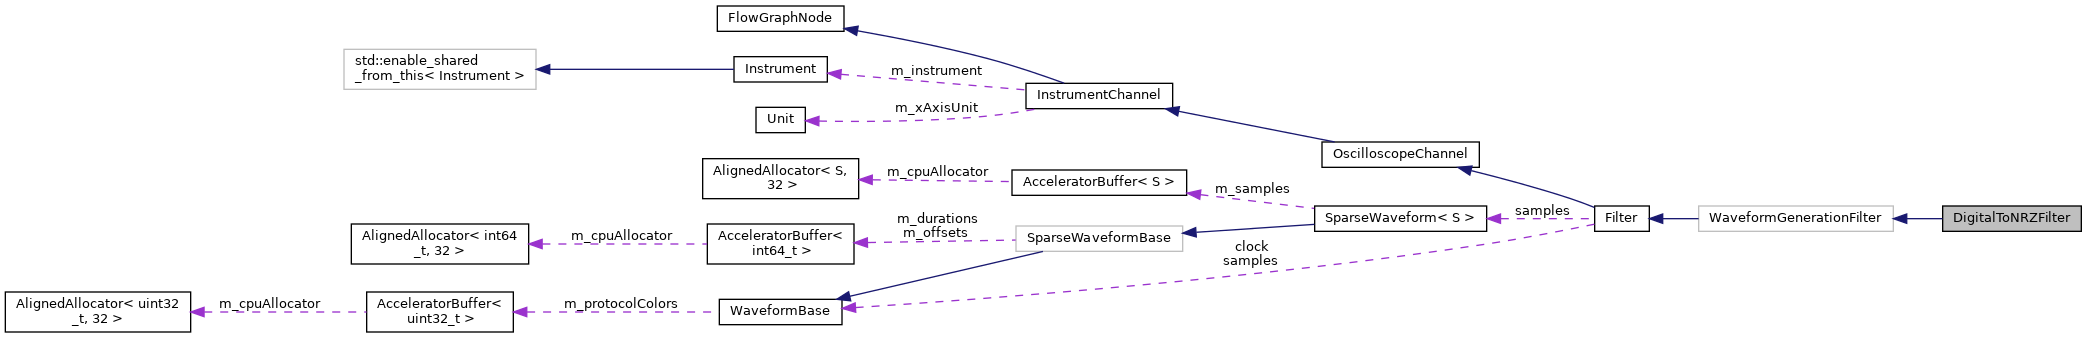 FlowGraphNode
std::enable_shared
_from_this< Instrument >
Instrument
m_instrument
InstrumentChannel
m_xAxisUnit
Unit
OscilloscopeChannel
AlignedAllocator< S,
32 >
m_cpuAllocator
AcceleratorBuffer< S >
m_samples
SparseWaveform< S >
samples
Filter
WaveformGenerationFilter
DigitalToNRZFilter
AlignedAllocator< int64
_t, 32 >
m_cpuAllocator
AcceleratorBuffer<
int64_t >
m_durations
m_offsets
SparseWaveformBase
clock
samples
AlignedAllocator< uint32
_t, 32 >
m_cpuAllocator
AcceleratorBuffer<
uint32_t >
m_protocolColors
WaveformBase